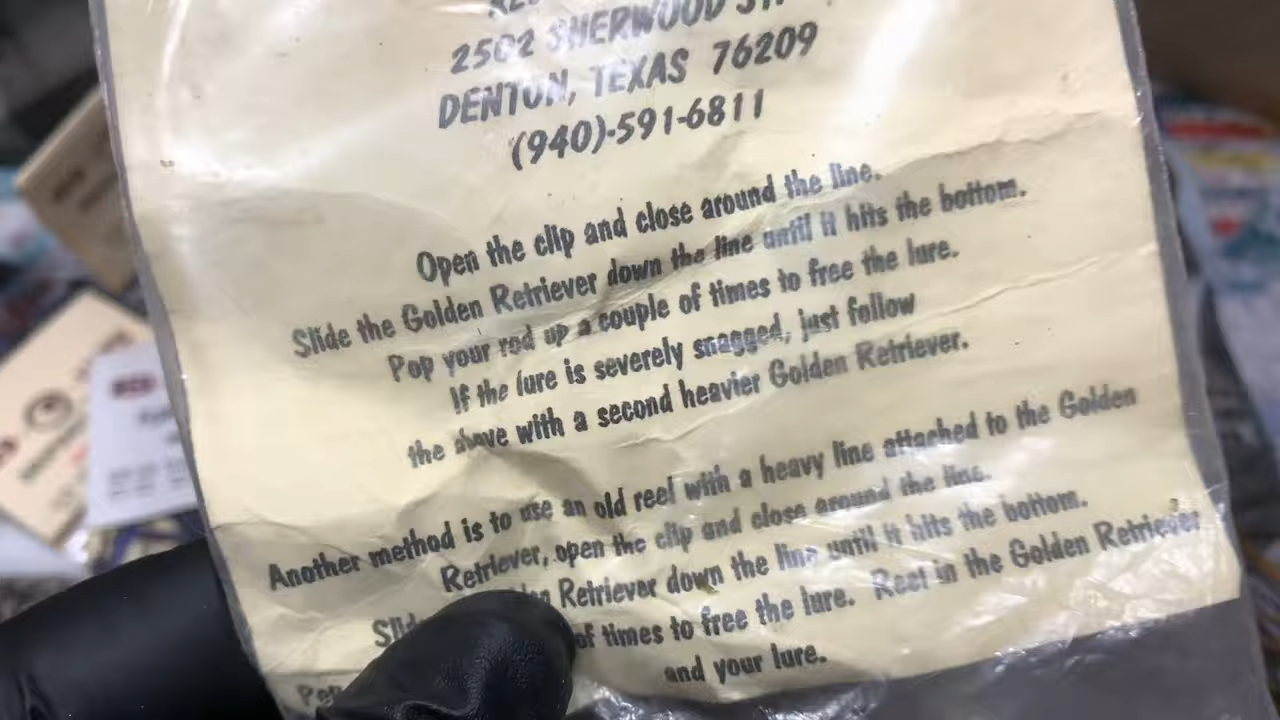 2502 SHERWOOD ST.
DENTON, TEXAS 76209
(940)-591-6811
Open the clip and close around the line.
Slide the Golden Retriever down the line until it hits the bottom.
Pop your rod up a couple of times to free the lure.
If the lure is severely snagged, just follow
the above with a second heavier Golden Retriever.
Another method is to use an old reel with a heavy line attached to the Golden
Retriever, open the clip and close around the line.
Retriever down the line until it hits the bottom.
of times to free the lure. Reel in the Golden Retriever
and your lure.